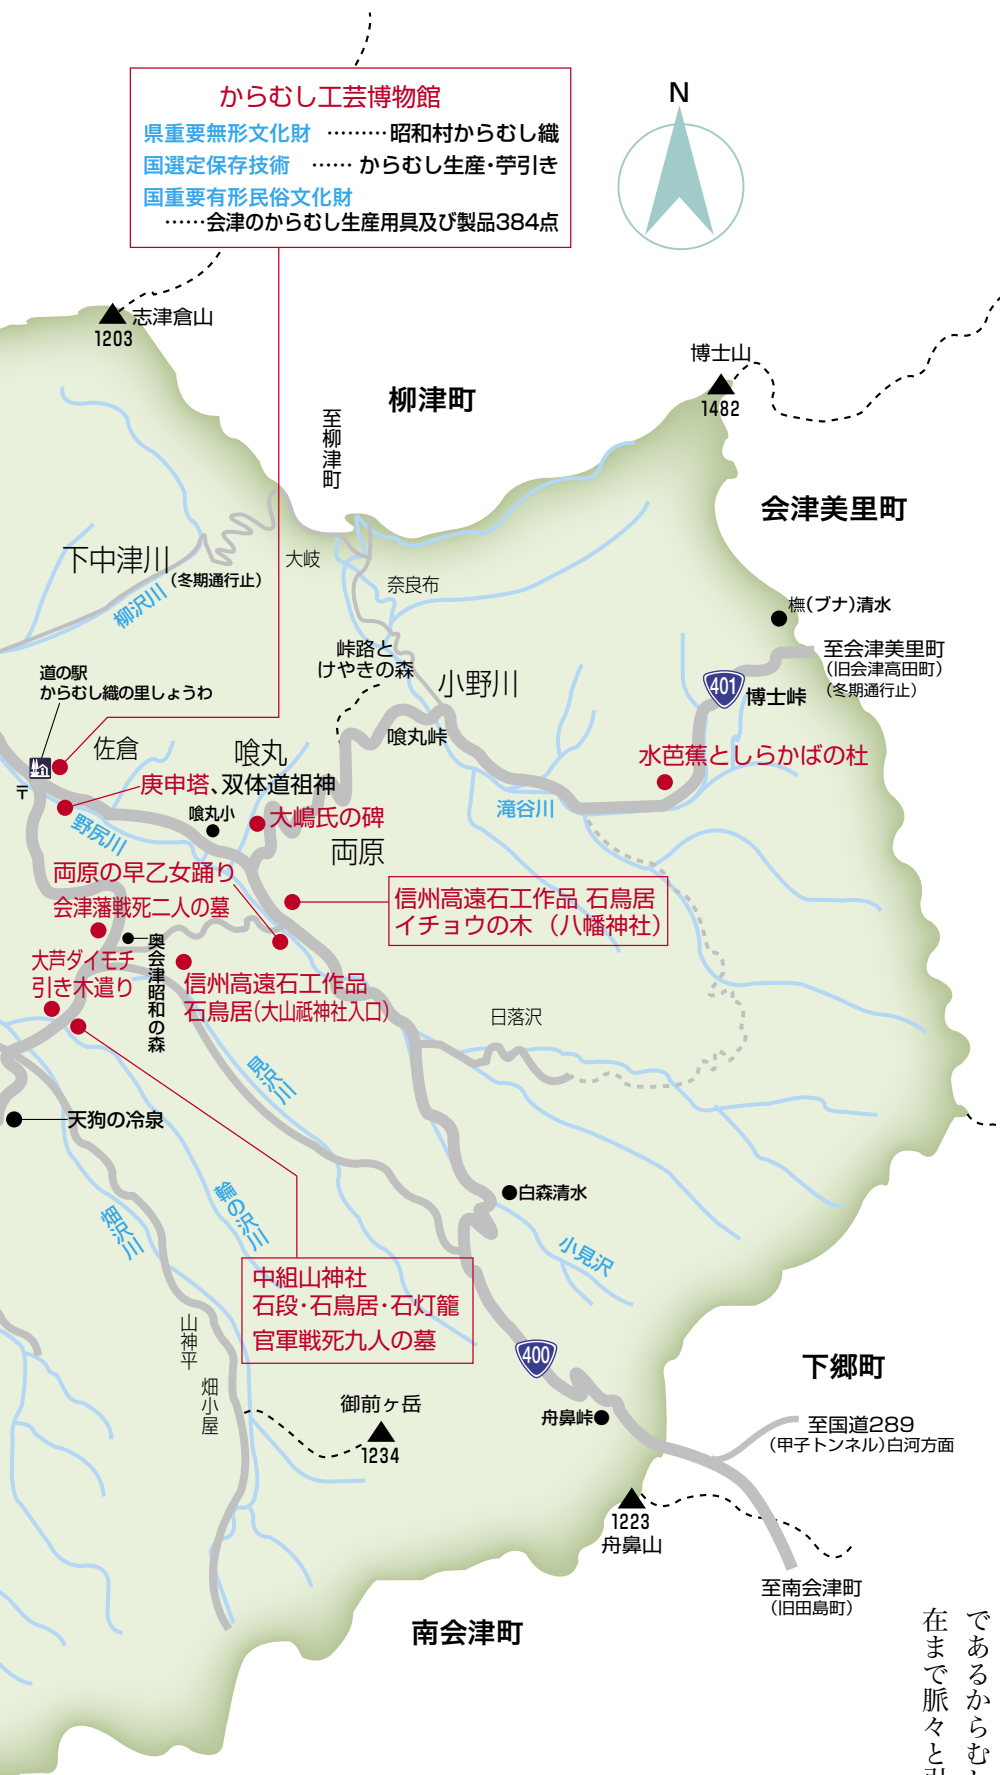 からむし工芸博物館
県重要無形文化財 ………昭和村からむし織
国選定保存技術 …… からむし生産・苧引き
国重要有形民俗文化財
……会津のからむし生産用具及び製品384点
N
志津倉山
1203
博士山
1482
柳津町
至柳津町
会津美里町
下中津川
(冬期通行止)
柳沢川
大岐
奈良布
橅(ブナ)清水
至会津美里町
(旧会津高田町)
(冬期通行止)
峠路と
けやきの森
小野川
401
博士峠
道の駅
からむし織の里しょうわ
佐倉
喰丸
喰丸峠
水芭蕉としらかばの杜
〒
庚申塔、双体道祖神
喰丸小
大嶋氏の碑
滝谷川
野尻川
両原
両原の早乙女踊り
会津藩戦死二人の墓
信州高遠石工作品 石鳥居
イチョウの木 (八幡神社)
大芦ダイモチ
引き木遣り
奥会津昭和の森
信州高遠石工作品
石鳥居(大山祗神社入口)
日落沢
見沢川
天狗の冷泉
白森清水
輪の沢川
畑沢川
小見沢
中組山神社
石段・石鳥居・石灯籠
官軍戦死九人の墓
山神平
400
下郷町
畑小屋
御前ヶ岳
1234
舟鼻峠
至国道289
(甲子トンネル)白河方面
1223
舟鼻山
至南会津町
(旧田島町)
南会津町
であるからむし
在まで脈々と引